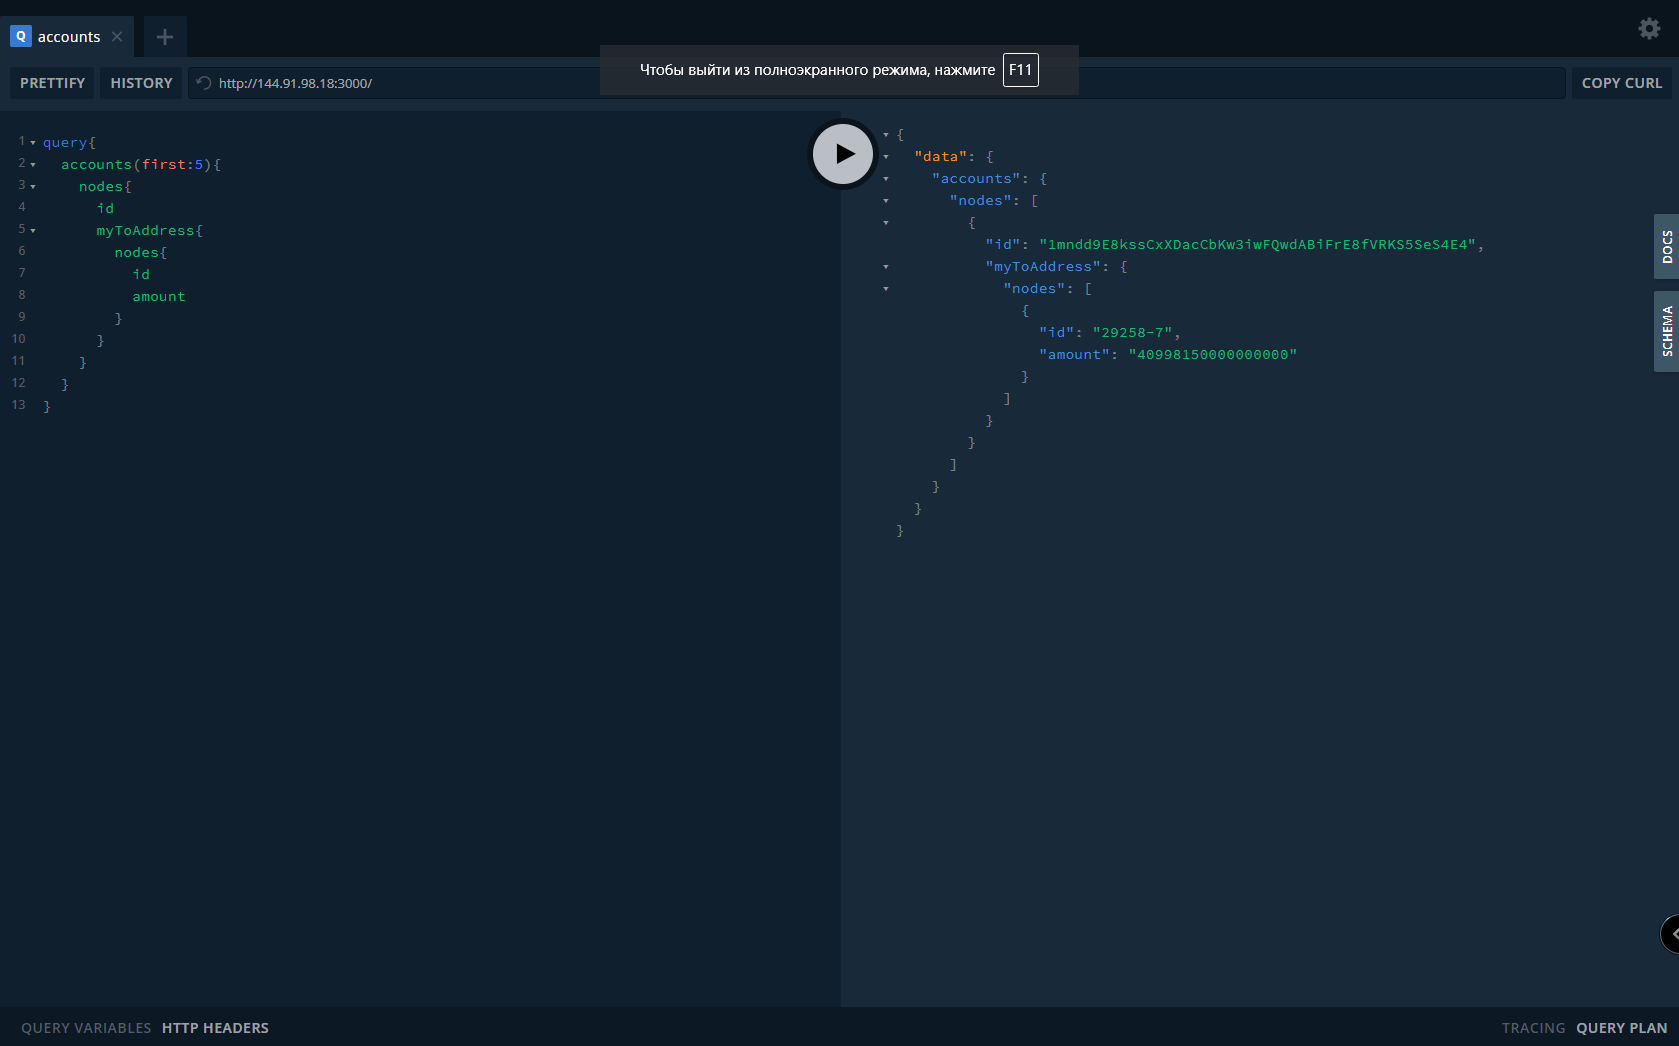 Q accounts
Чтобы выйти из полноэкранного режима, нажмите F11
PRETTIFY HISTORY http://144.91.98.18:3000/ COPY CURL
1 query{
2 accounts(first:5){
3 nodes{
4 id
5 myToAddress{
6 nodes{
7 id
8 amount
9 }
10 }
11 }
12 }
13 }
{
"data": {
"accounts": {
"nodes": [
{
"id": "1mndd9E8kssCxXDacCbKw3iwFQwdABiFrE8fVRKS5SeS4E4",
"myToAddress": {
"nodes": [
{
"id": "29258-7",
"amount": "40998150000000000"
}
]
}
}
]
}
}
}
DOCS
SCHEMA
QUERY VARIABLES HTTP HEADERS
TRACING QUERY PLAN